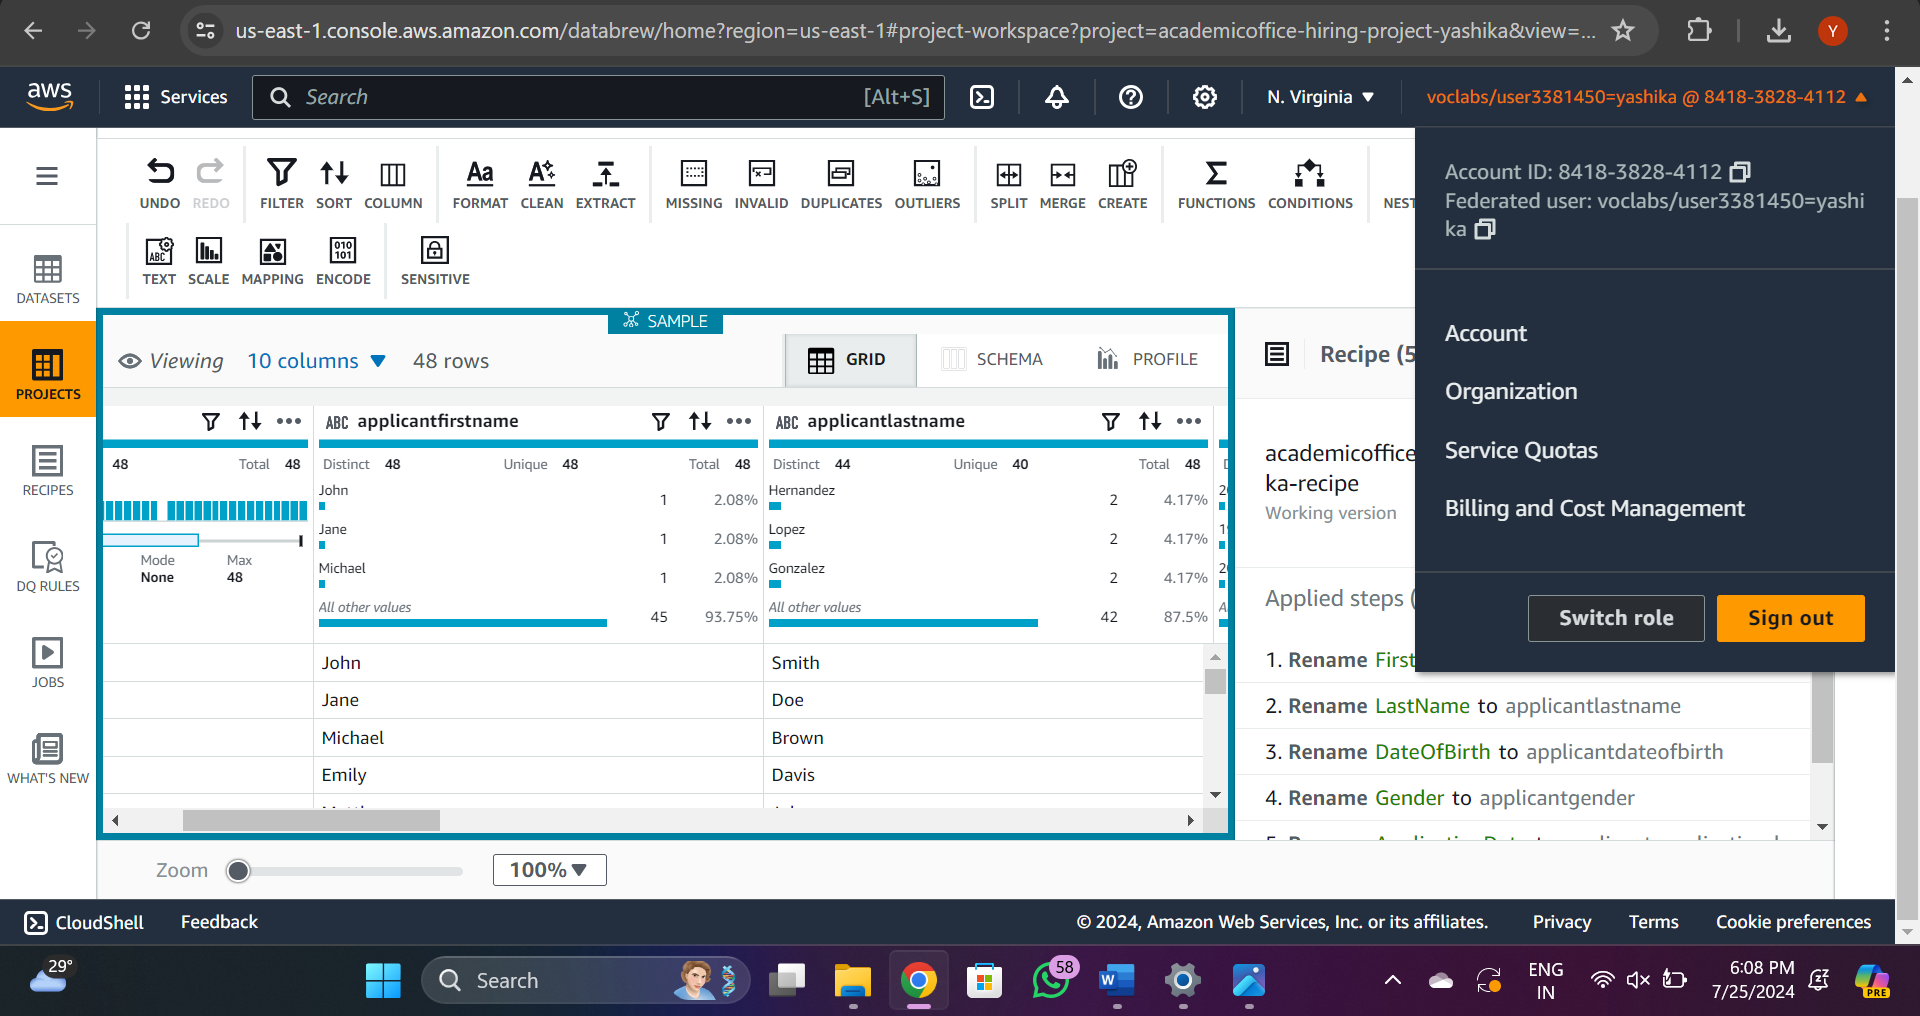 us-east-1.console.aws.amazon.com/databrew/home?region=us-east-1#project-workspace?project=academicoffice-hiring-project-yashika&view=...
Y
aws
Services
Search
[Alt+S]
N. Virginia
voclabs/user3381450=yashika @ 8418-3828-4112
Account ID: 8418-3828-4112
Federated user: voclabs/user3381450=yashi
ka
Account
Organization
Service Quotas
Billing and Cost Management
Switch role
Sign out
UNDO
REDO
FILTER
SORT
COLUMN
FORMAT
CLEAN
EXTRACT
MISSING
INVALID
DUPLICATES
OUTLIERS
SPLIT
MERGE
CREATE
FUNCTIONS
CONDITIONS
NEST
TEXT
SCALE
MAPPING
ENCODE
SENSITIVE
DATASETS
PROJECTS
RECIPES
DQ RULES
JOBS
WHAT'S NEW
SAMPLE
Viewing
10 columns
48 rows
GRID
SCHEMA
PROFILE
48
Total 48
Mode
None
Max
48
ABC applicantfirstname
Distinct 48
Unique 48
Total 48
John
1
2.08%
Jane
1
2.08%
Michael
1
2.08%
All other values
45
93.75%
ABC applicantlastname
Distinct 44
Unique 40
Total 48
Hernandez
2
4.17%
Lopez
2
4.17%
Gonzalez
2
4.17%
All other values
42
87.5%
John
Smith
Jane
Doe
Michael
Brown
Emily
Davis
Recipe (5
academicoffice
ka-recipe
Working version
Applied steps (
1. Rename First
2. Rename LastName to applicantlastname
3. Rename DateOfBirth to applicantdateofbirth
4. Rename Gender to applicantgender
Zoom
100%
CloudShell
Feedback
© 2024, Amazon Web Services, Inc. or its affiliates.
Privacy
Terms
Cookie preferences
29°
Search
58
ENG
IN
6:08 PM
7/25/2024
PRE